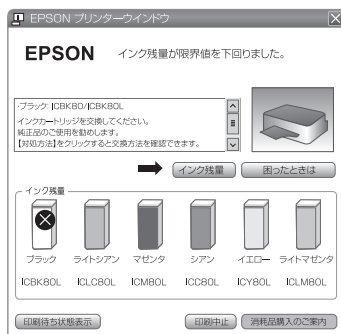 EPSON プリンターウインドウ
EPSON インク残量が限界値を下回りました。
・ブラック: ICBK80/ICBK80L
インクカートリッジを交換してください。
純正品のご使用を勧めします。
【対処方法】をクリックすると交換方法を確認できます。
インク残量 困ったときは
インク残量
ブラック ライトシアン マゼンタ シアン イエロー ライトマゼンタ
ICBK80L ICLC80L ICM80L ICC80L ICY80L ICLM80L
印刷待ち状態表示 印刷中止 消耗品購入のご案内